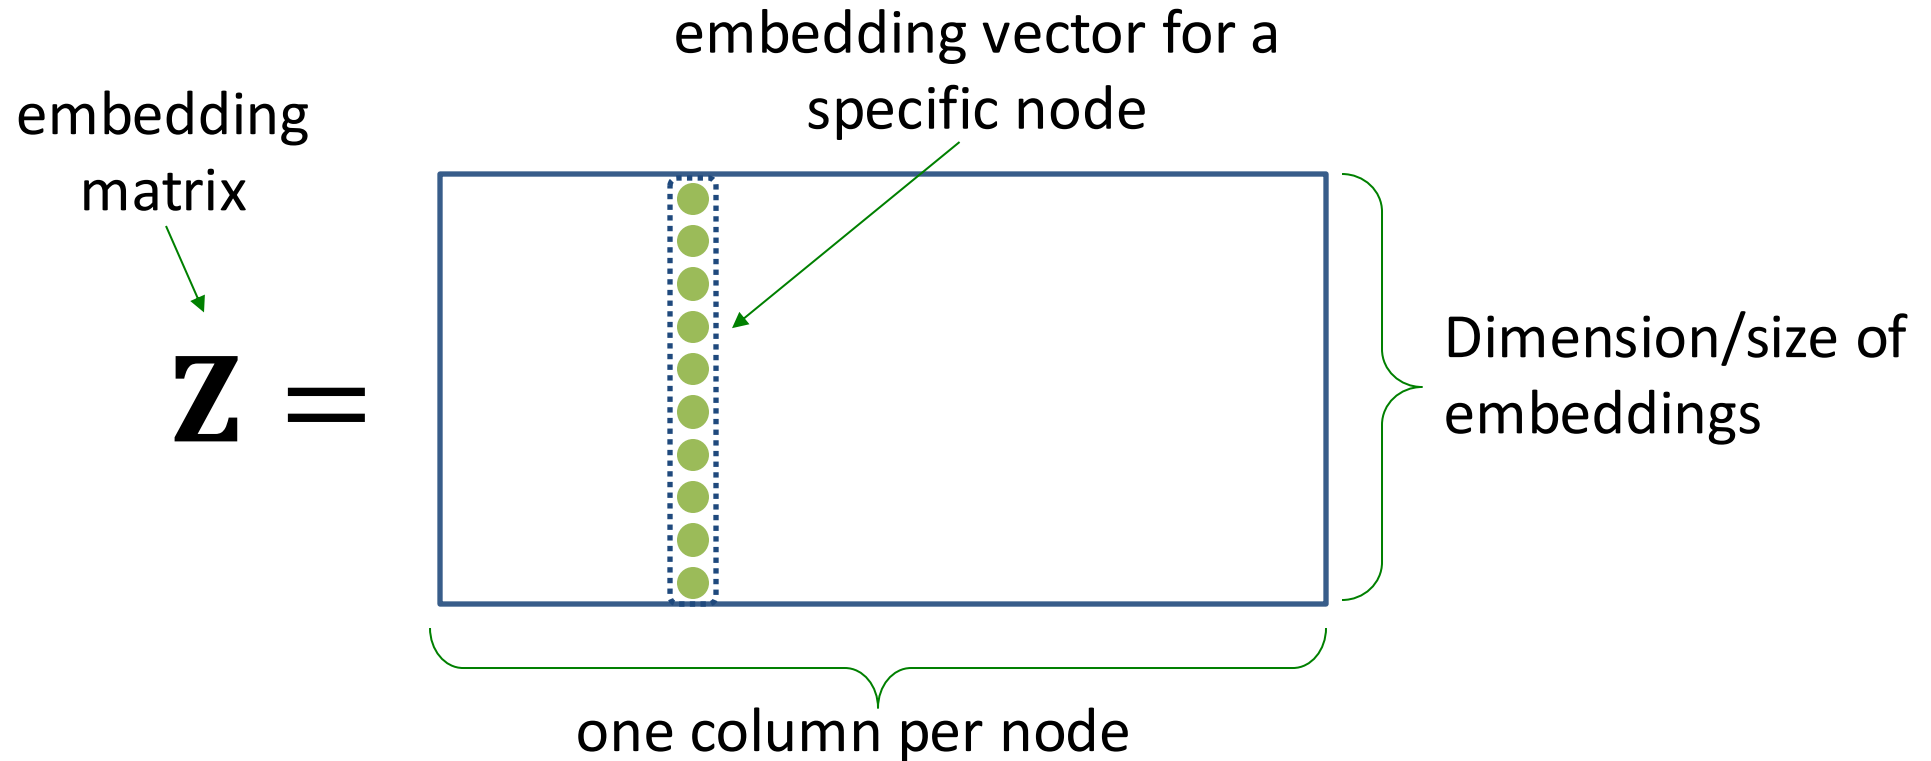 embedding vector for a
specific node
embedding
matrix
Z =
Dimension/size of
embeddings
one column per node